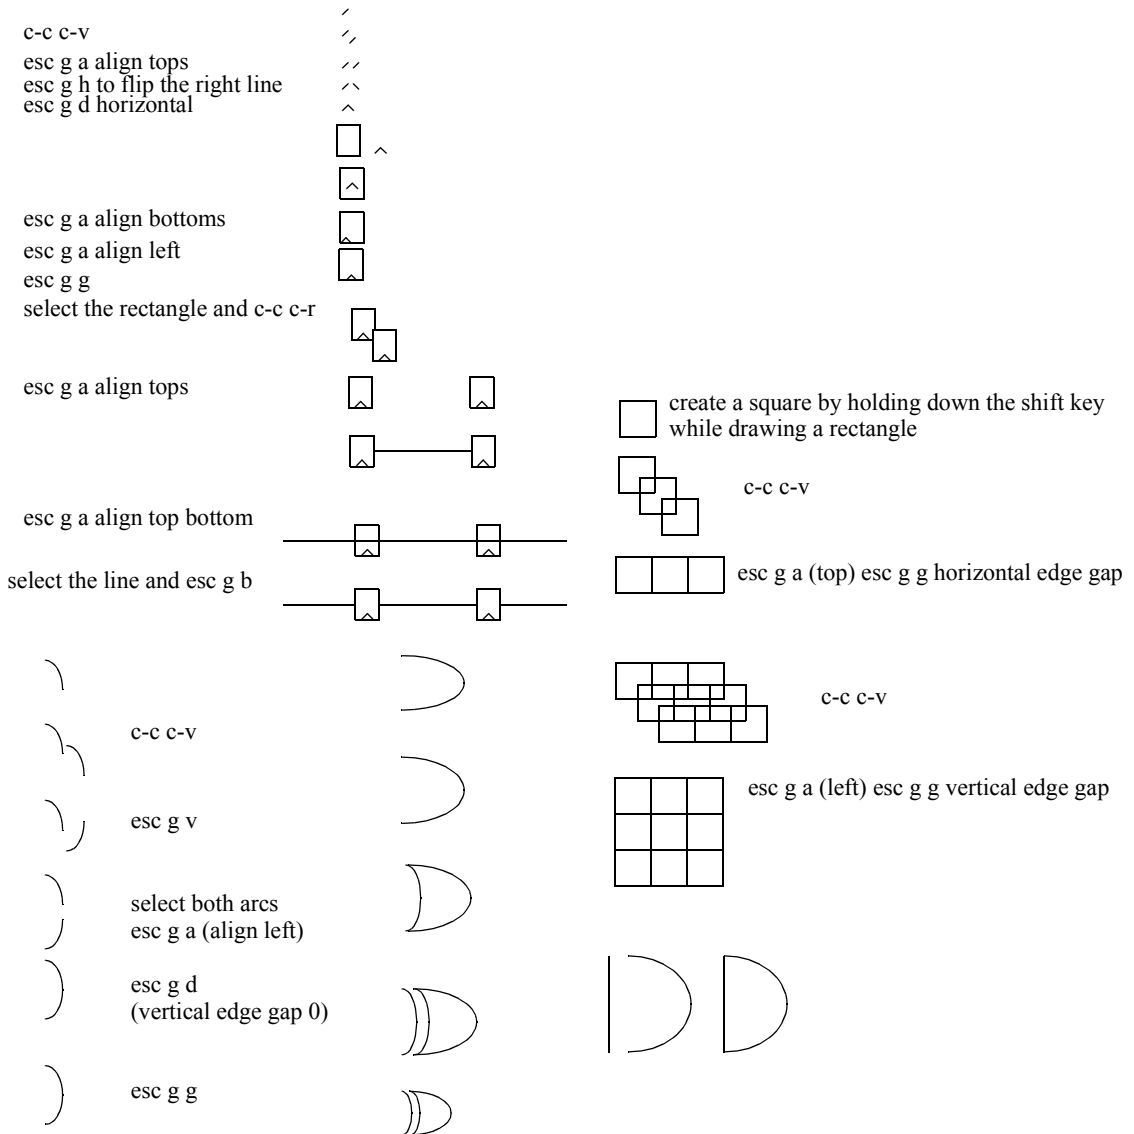 c-c c-v
esc g a align tops
esc g h to flip the right line
esc g d horizontal
esc g a align bottoms
esc g a align left
esc g g
select the rectangle and c-c c-r
esc g a align tops
esc g a align top bottom
select the line and esc g b
c-c c-v
esc g v
select both arcs
esc g a (align left)
esc g d
(vertical edge gap 0)
esc g g
create a square by holding down the shift key
while drawing a rectangle
c-c c-v
esc g a (top) esc g g horizontal edge gap
c-c c-v
esc g a (left) esc g g vertical edge gap